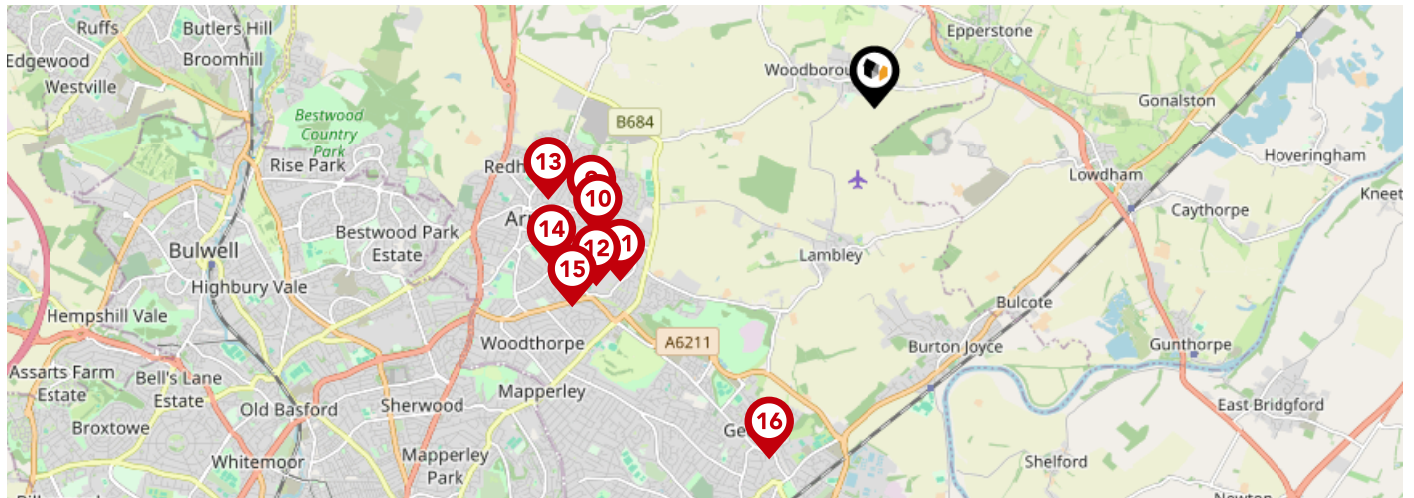 Ruffs
Butlers Hill
Broomhill
Edgewood
Westville
Epperstone
Gonalston
Bestwood
Country
Park
B684
Rise Park
13
10
Hoveringham
Lowdham
Caythorpe
Bulwell
Bestwood Park
Estate
14
12
15
Lambley
Highbury Vale
Hempshill Vale
Bulcote
Woodthorpe
A6211
Burton Joyce
Gunthorpe
Assarts Farm
Estate
Bell's Lane
Estate
Mapperley
Old Basford
Sherwood
East Bridgford
Broxtowe
16
Whitemoor
Mapperley
Park
Shelford